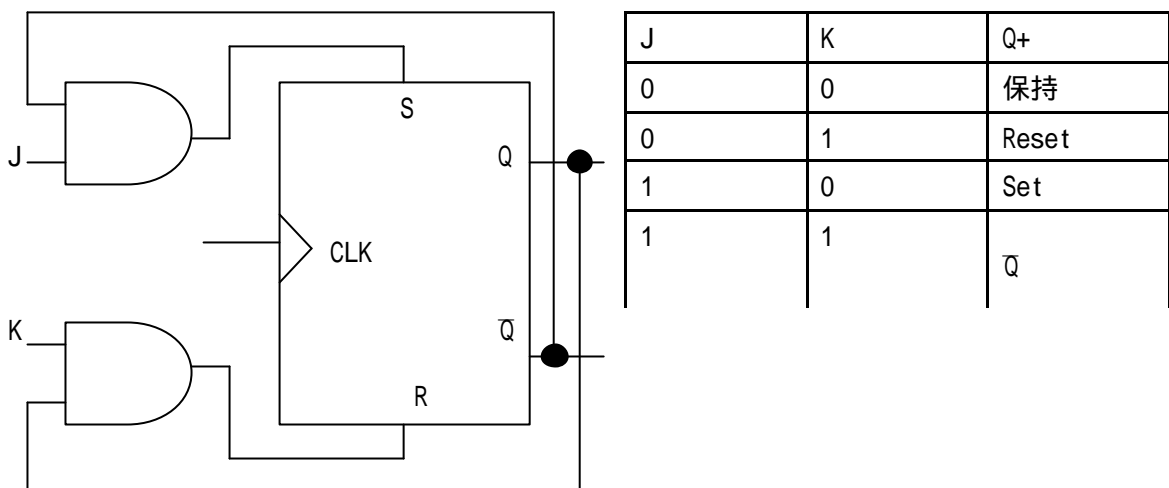 J
K
S
Q
CLK
Q̅
R
J K Q+
0 0 保持
0 1 Reset
1 0 Set
1 1 Q̅